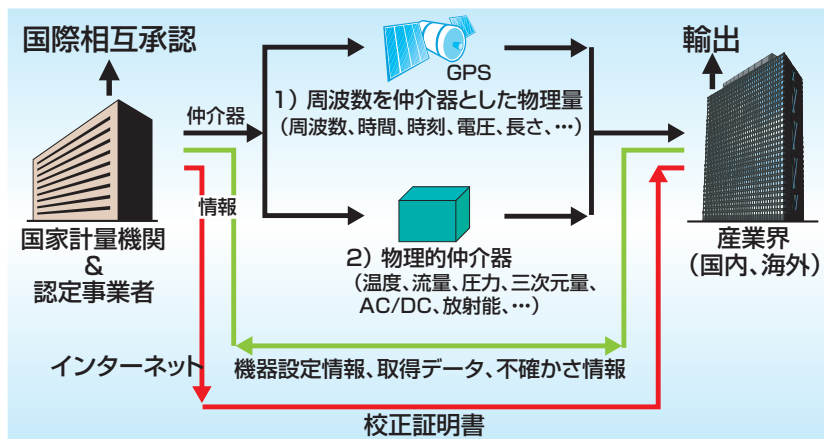 国際相互承認
輸出
GPS
仲介器
1）周波数を仲介器とした物理量
（周波数、時間、時刻、電圧、長さ、…）
情報
国家計量機関
&
認定事業者
産業界
（国内、海外）
2）物理的仲介器
（温度、流量、圧力、三次元量、
AC/DC、放射能、…）
インターネット
機器設定情報、取得データ、不確かさ情報
校正証明書